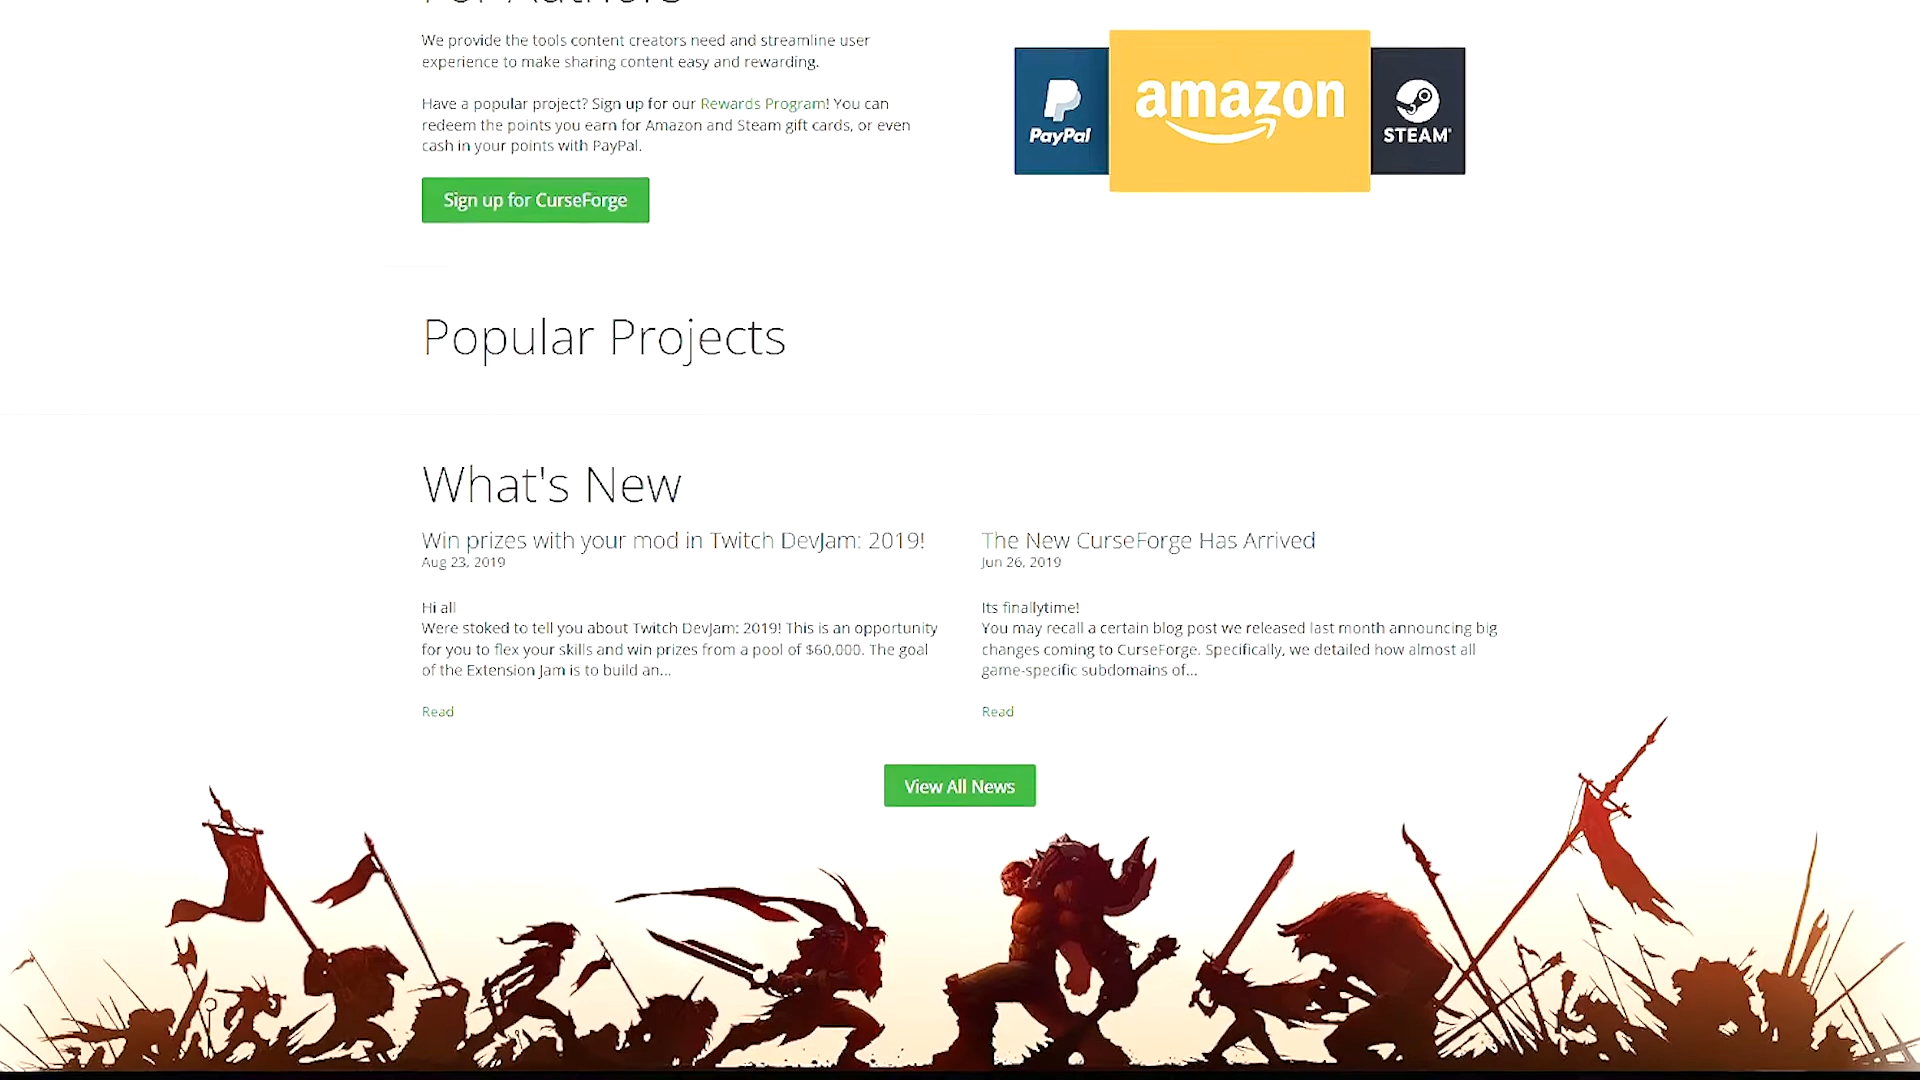 For Authors
We provide the tools content creators need and streamline user
experience to make sharing content easy and rewarding.
Have a popular project? Sign up for our Rewards Program! You can
redeem the points you earn for Amazon and Steam gift cards, or even
cash in your points with PayPal.
Sign up for CurseForge
PayPal
amazon
STEAM
Popular Projects
What's New
Win prizes with your mod in Twitch DevJam: 2019!
Aug 23, 2019
Hi all
Were stoked to tell you about Twitch DevJam: 2019! This is an opportunity
for you to flex your skills and win prizes from a pool of $60,000. The goal
of the Extension Jam is to build an...
Read
The New CurseForge Has Arrived
Jun 26, 2019
Its finallytime!
You may recall a certain blog post we released last month announcing big
changes coming to CurseForge. Specifically, we detailed how almost all
game-specific subdomains of...
Read
View All News